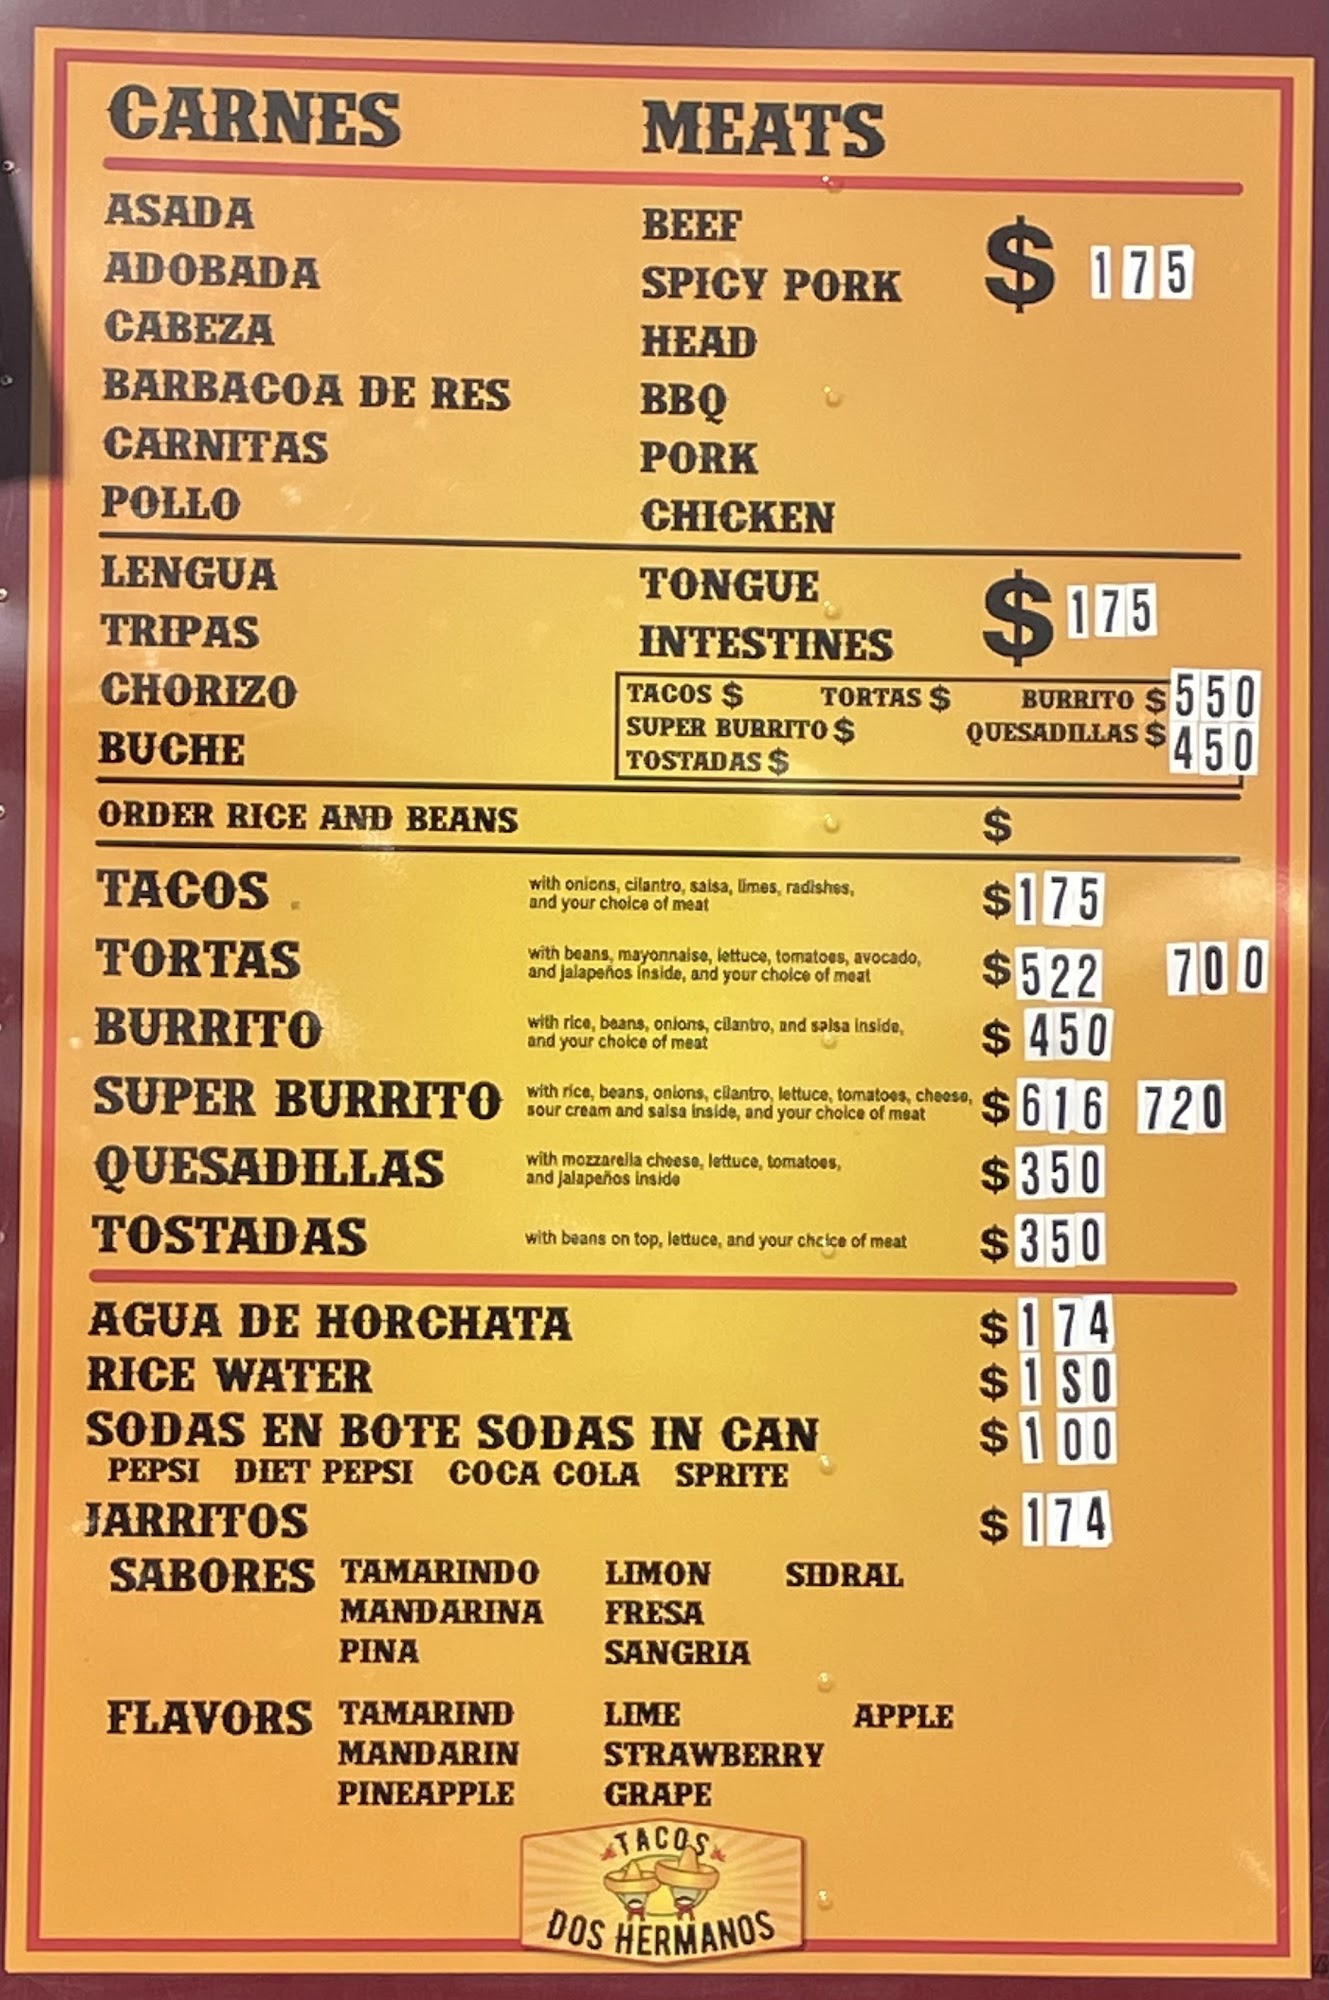 CARNES MEATS
ASADA BEEF $ 175
ADOBADA SPICY PORK
CABEZA HEAD
BARBACOA DE RES BBQ
CARNITAS PORK
POLLO CHICKEN
LENGUA TONGUE $ 175
TRIPAS INTESTINES
CHORIZO
BUCHE
TACOS $ TORTAS $ BURRITO $ 550
SUPER BURRITO $ QUESADILLAS $ 450
TOSTADAS $
ORDER RICE AND BEANS $
TACOS with onions, cilantro, salsa, limes, radishes, $ 175
and your choice of meat
TORTAS with beans, mayonnaise, lettuce, tomatoes, avocado, $ 522 700
and jalapeños inside, and your choice of meat
BURRITO with rice, beans, onions, cilantro, and salsa inside, $ 450
and your choice of meat
SUPER BURRITO with rice, beans, onions, cilantro, lettuce, tomatoes, cheese, $ 616 720
sour cream and salsa inside, and your choice of meat
QUESADILLAS with mozzarella cheese, lettuce, tomatoes, $ 350
and jalapeños inside
TOSTADAS with beans on top, lettuce, and your choice of meat $ 350
AGUA DE HORCHATA $ 174
RICE WATER $ 1S0
SODAS EN BOTE SODAS IN CAN $ 100
PEPSI DIET PEPSI COCA COLA SPRITE
JARRITOS $ 174
SABORES TAMARINDO LIMON SIDRAL
MANDARINA FRESA
PINA SANGRIA
FLAVORS TAMARIND LIME APPLE
MANDARIN STRAWBERRY
PINEAPPLE GRAPE
TACOS
DOS HERMANOS